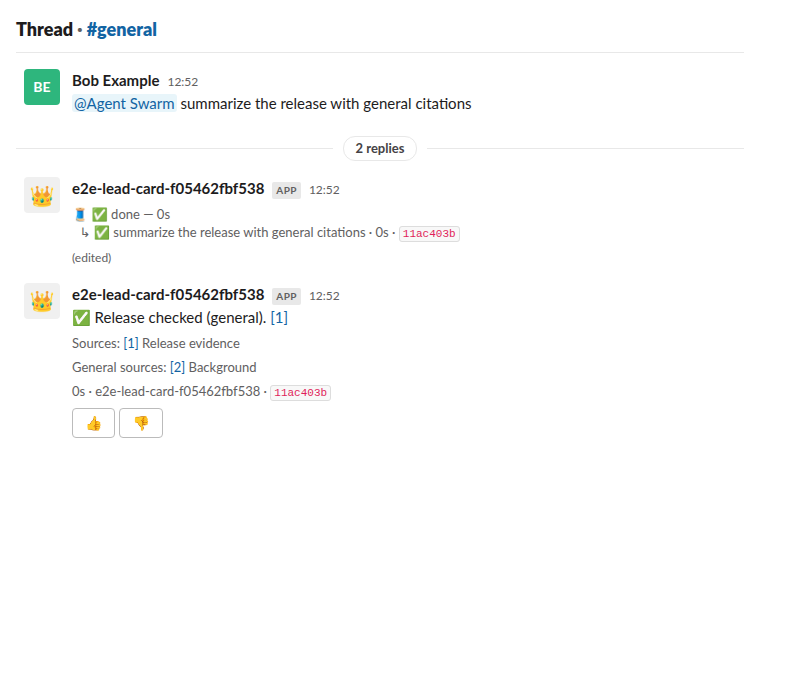 Thread • #general
BE
Bob Example 12:52
@Agent Swarm summarize the release with general citations
2 replies
e2e-lead-card-f05462fbf538 APP 12:52
🧵 ✅ done — 0s
↳ ✅ summarize the release with general citations · 0s · 11ac403b
(edited)
e2e-lead-card-f05462fbf538 APP 12:52
✅ Release checked (general). [1]
Sources: [1] Release evidence
General sources: [2] Background
0s · e2e-lead-card-f05462fbf538 · 11ac403b
👍 👎